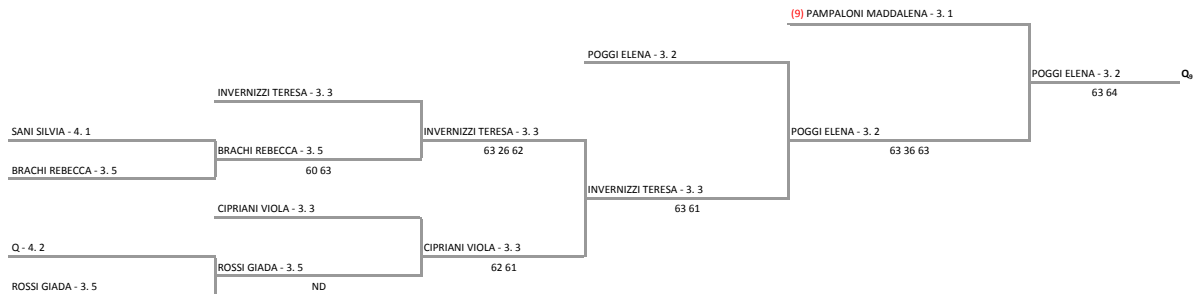 (9) PAMPALONI MADDALENA - 3. 1
POGGI ELENA - 3. 2
POGGI ELENA - 3. 2
Q9
INVERNIZZI TERESA - 3. 3
63 64
SANI SILVIA - 4. 1
INVERNIZZI TERESA - 3. 3
POGGI ELENA - 3. 2
BRACHI REBECCA - 3. 5
63 26 62
63 36 63
BRACHI REBECCA - 3. 5
60 63
INVERNIZZI TERESA - 3. 3
CIPRIANI VIOLA - 3. 3
63 61
Q - 4. 2
CIPRIANI VIOLA - 3. 3
ROSSI GIADA - 3. 5
62 61
ROSSI GIADA - 3. 5
ND